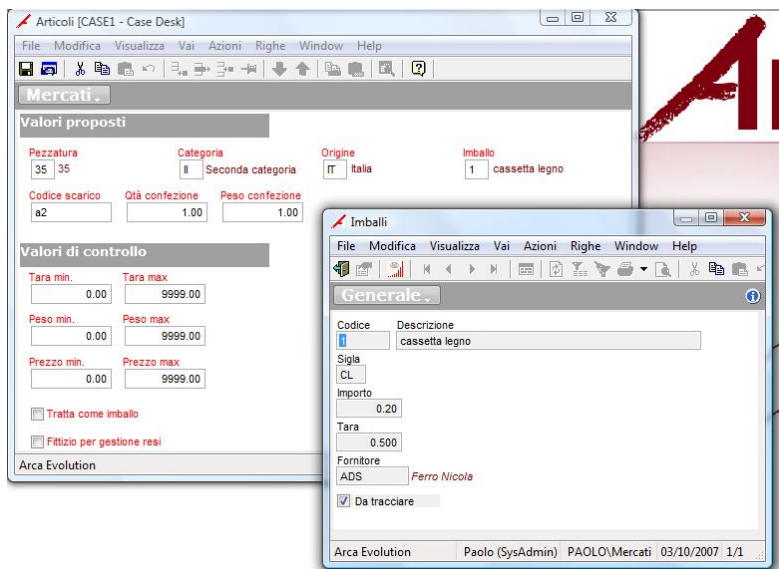 Articoli [CASE1 - Case Desk]
File Modifica Visualizza Vai Azioni Righe Window Help
Mercati
Valori proposti
Pezzatura Categoria Origine Imballo
35 35 II Seconda categoria IT Italia 1 cassetta legno
Codice scarico Qtà confezione Peso confezione
a2 1.00 1.00
Valori di controllo
Tara min. Tara max
0.00 9999.00
Peso min. Peso max
0.00 9999.00
Prezzo min. Prezzo max
0.00 9999.00
Tratta come imballo
Fittizio per gestione resi
Arca Evolution
Imballi
File Modifica Visualizza Vai Azioni Righe Window Help
Generale
Codice Descrizione
1 cassetta legno
Sigla
CL
Importo
0.20
Tara
0.500
Fornitore
ADS Ferro Nicola
Da tracciare
Arca Evolution Paolo (SysAdmin) PAOLO\Mercati 03/10/2007 1/1